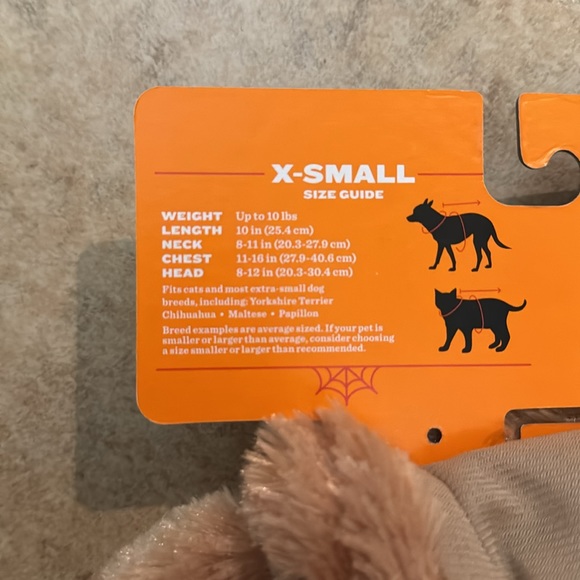 X-SMALL
SIZE GUIDE
WEIGHT Up to 10 lbs
LENGTH 10 in (25.4 cm)
NECK 8-11 in (20.3-27.9 cm)
CHEST 11-16 in (27.9-40.6 cm)
HEAD 8-12 in (20.3-30.4 cm)
Fits cats and most extra-small dog
breeds, including: Yorkshire Terrier
Chihuahua • Maltese • Papillon
Breed examples are average sized. If your pet is
smaller or larger than average, consider choosing
a size smaller or larger than recommended.